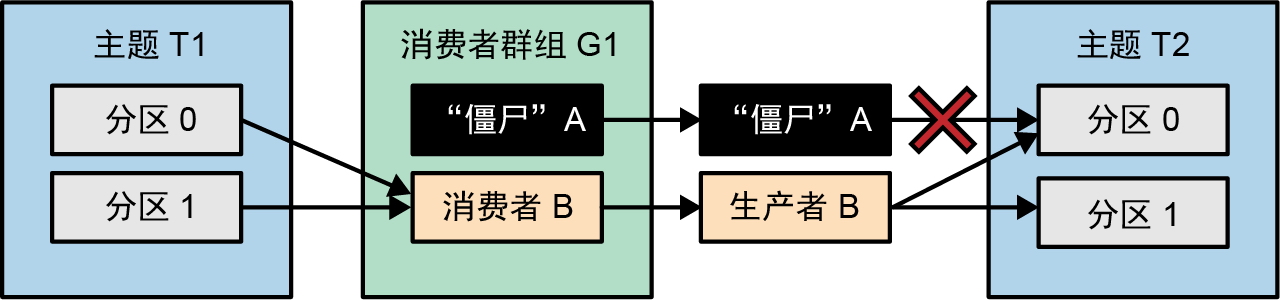 主题 T1
分区 0
分区 1
消费者群组 G1
“僵尸”A
消费者 B
“僵尸”A
生产者 B
主题 T2
分区 0
分区 1